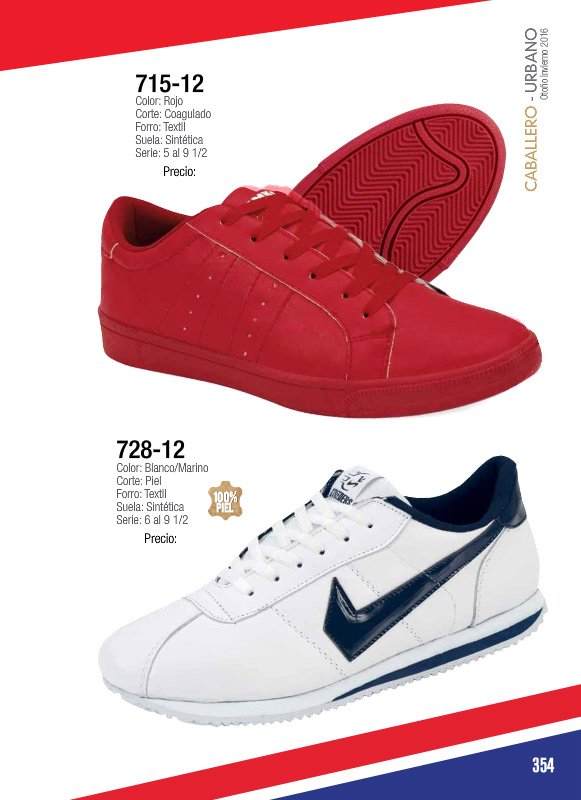 CABALLERO - URBANO
Otoño Invierno 2016
715-12
Color: Rojo
Corte: Coagulado
Forro: Textil
Suela: Sintética
Serie: 5 al 9 1/2
Precio:
728-12
Color: Blanco/Marino
Corte: Piel
Forro: Textil
Suela: Sintética
Serie: 6 al 9 1/2
Precio:
100%
PIEL
354